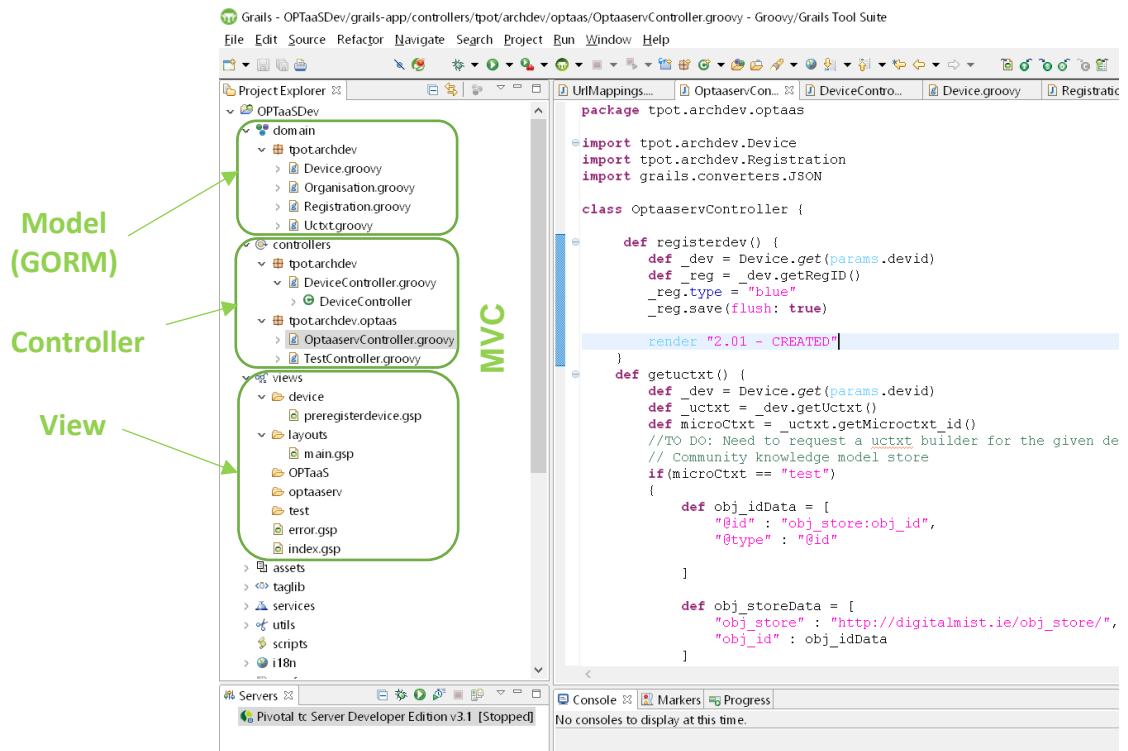 Grails - OPTaaSDev/grails-app/controllers/tpot/archdev/optaas/OptaaservController.groovy - Groovy/Grails Tool Suite
File Edit Source Refactor Navigate Search Project Run Window Help
Project Explorer
OPTaaSDev
domain
tpot.archdev
Device.groovy
Organisation.groovy
Registration.groovy
Uctxt.groovy
controllers
tpot.archdev
DeviceController.groovy
DeviceController
tpot.archdev.optaas
OptaaservController.groovy
TestController.groovy
views
device
preregisterdevice.gsp
layouts
main.gsp
OPTaaS
optaaserv
test
error.gsp
index.gsp
assets
taglib
services
utils
scripts
i18n
Model
(GORM)
Controller
View
MVC
UrlMappings.... OptaaservCon... DeviceContro... Device.groovy Registratic
package tpot.archdev.optaas
import tpot.archdev.Device
import tpot.archdev.Registration
import grails.converters.JSON
class OptaaservController {
def registerdev() {
def _dev = Device.get(params.devid)
def _reg = _dev.getRegID()
_reg.type = "blue"
_reg.save(flush: true)
render "2.01 - CREATED"
}
def getuctxt() {
def _dev = Device.get(params.devid)
def _uctxt = _dev.getUctxt()
def microCtxt = _uctxt.getMicroctxt_id()
//TO DO: Need to request a uctxt builder for the given de
// Community knowledge model store
if(microCtxt == "test")
{
def obj_idData = [
"@id" : "obj_store:obj_id",
"@type" : "@id"
]
def obj_storeData = [
"obj_store" : "http://digitalmist.ie/obj_store/",
"obj_id" : obj_idData
]
Servers
Pivotal tc Server Developer Edition v3.1 [Stopped]
Console Markers Progress
No consoles to display at this time.